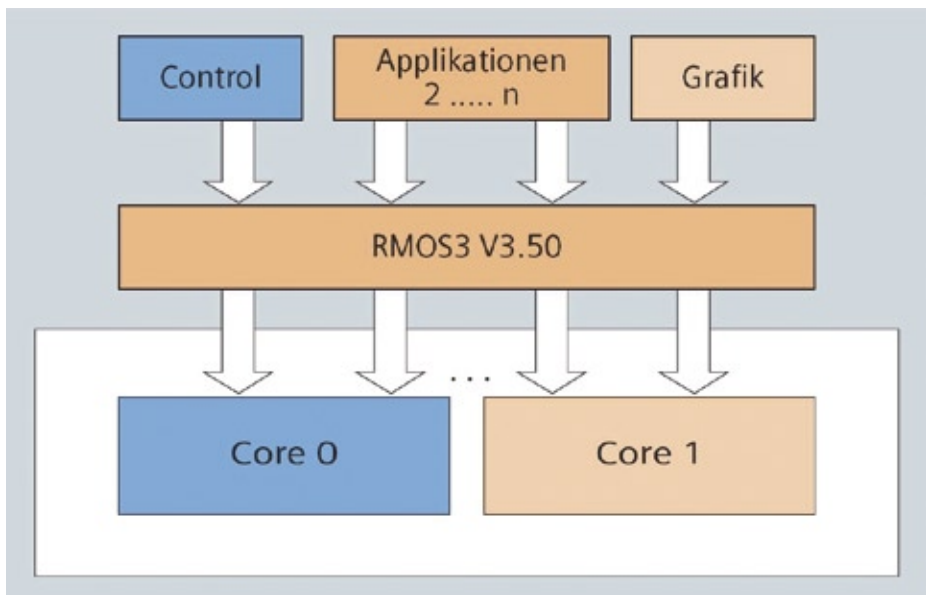 Control
Applikationen
2 ..... n
Grafik
RMOS3 V3.50
...
Core 0
Core 1